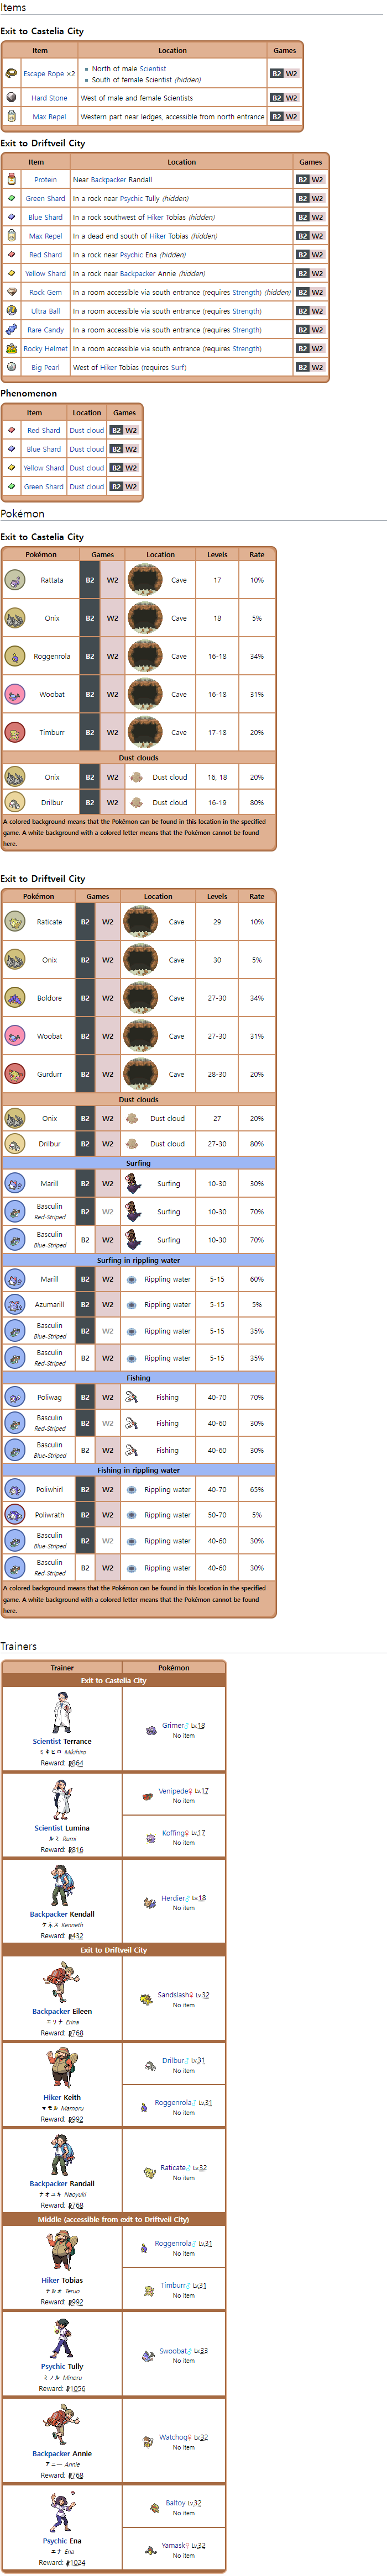 Items
Exit to Castelia City
Item Location Games
Escape Rope ×2 North of male Scientist South of female Scientist (hidden) B2 W2
Hard Stone West of male and female Scientists B2 W2
Max Repel Western part near ledges, accessible from north entrance B2 W2
Exit to Driftveil City
Item Location Games
Protein Near Backpacker Randall B2 W2
Green Shard In a rock near Psychic Tully (hidden) B2 W2
Blue Shard In a rock southwest of Hiker Tobias (hidden) B2 W2
Max Repel In a dead end south of Hiker Tobias (hidden) B2 W2
Red Shard In a rock near Psychic Ena (hidden) B2 W2
Yellow Shard In a rock near Backpacker Annie (hidden) B2 W2
Rock Gem In a room accessible via south entrance (requires Strength) (hidden) B2 W2
Ultra Ball In a room accessible via south entrance (requires Strength) B2 W2
Rare Candy In a room accessible via south entrance (requires Strength) B2 W2
Rocky Helmet In a room accessible via south entrance (requires Strength) B2 W2
Big Pearl West of Hiker Tobias (requires Surf) B2 W2
Phenomenon
Item Location Games
Red Shard Dust cloud B2 W2
Blue Shard Dust cloud B2 W2
Yellow Shard Dust cloud B2 W2
Green Shard Dust cloud B2 W2
Pokémon
Exit to Castelia City
Pokémon Games Location Levels Rate
Rattata B2 W2 Cave 17 10%
Onix B2 W2 Cave 18 5%
Roggenrola B2 W2 Cave 16-18 34%
Woobat B2 W2 Cave 16-18 31%
Timburr B2 W2 Cave 17-18 20%
Dust clouds
Onix B2 W2 Dust cloud 16, 18 20%
Drilbur B2 W2 Dust cloud 16-19 80%
A colored background means that the Pokémon can be found in this location in the specified
game. A white background with a colored letter means that the Pokémon cannot be found
here.
Exit to Driftveil City
Pokémon Games Location Levels Rate
Raticate B2 W2 Cave 29 10%
Onix B2 W2 Cave 30 5%
Boldore B2 W2 Cave 27-30 34%
Woobat B2 W2 Cave 27-30 31%
Gurdurr B2 W2 Cave 28-30 20%
Dust clouds
Onix B2 W2 Dust cloud 27 20%
Drilbur B2 W2 Dust cloud 27-30 80%
Surfing
Marill B2 W2 Surfing 10-30 30%
Basculin Red-Striped B2 W2 Surfing 10-30 70%
Basculin Blue-Striped B2 W2 Surfing 10-30 70%
Surfing in rippling water
Marill B2 W2 Rippling water 5-15 60%
Azumarill B2 W2 Rippling water 5-15 5%
Basculin Blue-Striped B2 W2 Rippling water 5-15 35%
Basculin Red-Striped B2 W2 Rippling water 5-15 35%
Fishing
Poliwag B2 W2 Fishing 40-70 70%
Basculin Red-Striped B2 W2 Fishing 40-60 30%
Basculin Blue-Striped B2 W2 Fishing 40-60 30%
Fishing in rippling water
Poliwhirl B2 W2 Rippling water 40-70 65%
Poliwrath B2 W2 Rippling water 50-70 5%
Basculin Blue-Striped B2 W2 Rippling water 40-60 30%
Basculin Red-Striped B2 W2 Rippling water 40-60 30%
A colored background means that the Pokémon can be found in this location in the specified
game. A white background with a colored letter means that the Pokémon cannot be found
here.
Trainers
Trainer Pokémon
Exit to Castelia City
Scientist Terrance
ミキヒロ Mikihiro
Reward: 864
Grimer♂ Lv.18
No item
Scientist Lumina
ルミ Rumi
Reward: 816
Venipede♀ Lv.17
No item
Koffing♀ Lv.17
No item
Backpacker Kendall
ケネス Kenneth
Reward: 432
Herdier♂ Lv.18
No item
Exit to Driftveil City
Backpacker Eileen
エリナ Erina
Reward: 768
Sandslash♀ Lv.32
No item
Hiker Keith
マモル Mamoru
Reward: 992
Drilbur♂ Lv.31
No item
Roggenrola♂ Lv.31
No item
Backpacker Randall
ナオユキ Naoyuki
Reward: 768
Raticate♂ Lv.32
No item
Middle (accessible from exit to Driftveil City)
Hiker Tobias
テルオ Teruo
Reward: 992
Roggenrola♂ Lv.31
No item
Timburr♂ Lv.31
No item
Psychic Tully
ミノル Minoru
Reward: 1056
Swoobat♂ Lv.33
No item
Backpacker Annie
アニー Annie
Reward: 768
Watchog♀ Lv.32
No item
Psychic Ena
エナ Ena
Reward: 1024
Baltoy Lv.32
No item
Yamask♀ Lv.32
No item